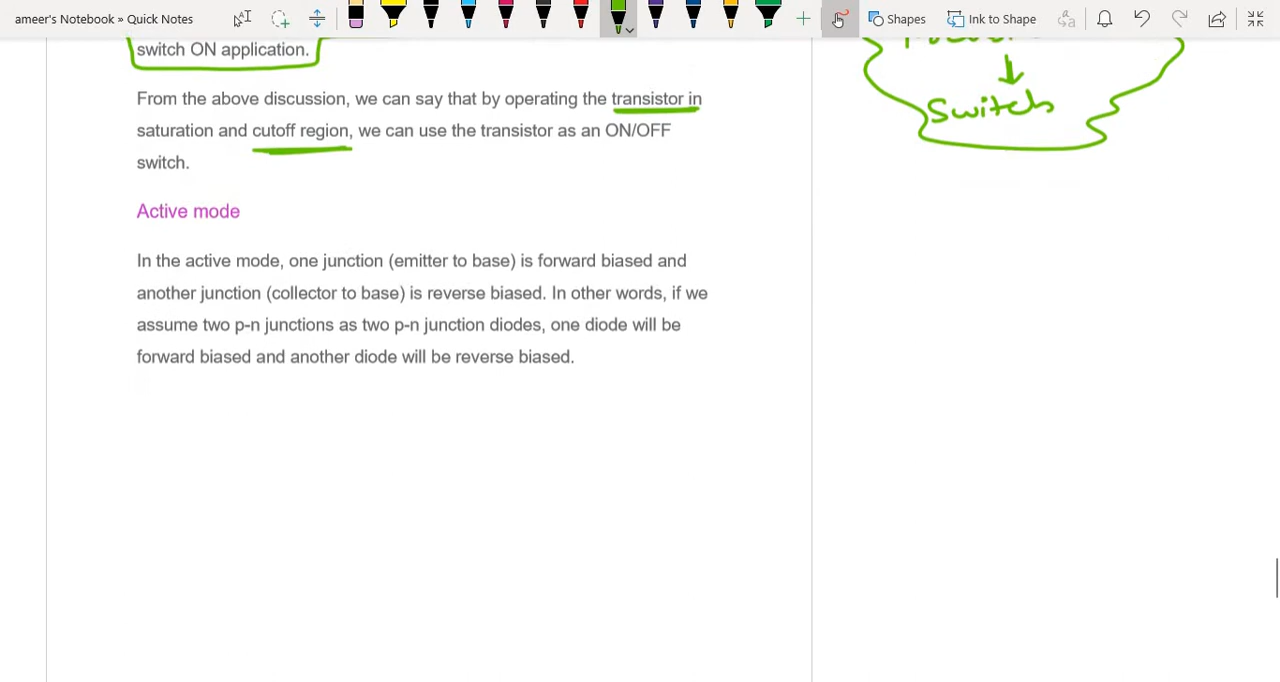 ameer's Notebook » Quick Notes
Shapes
Ink to Shape
switch ON application.
Switch
From the above discussion, we can say that by operating the transistor in
saturation and cutoff region, we can use the transistor as an ON/OFF
switch.
Active mode
In the active mode, one junction (emitter to base) is forward biased and
another junction (collector to base) is reverse biased. In other words, if we
assume two p-n junctions as two p-n junction diodes, one diode will be
forward biased and another diode will be reverse biased.